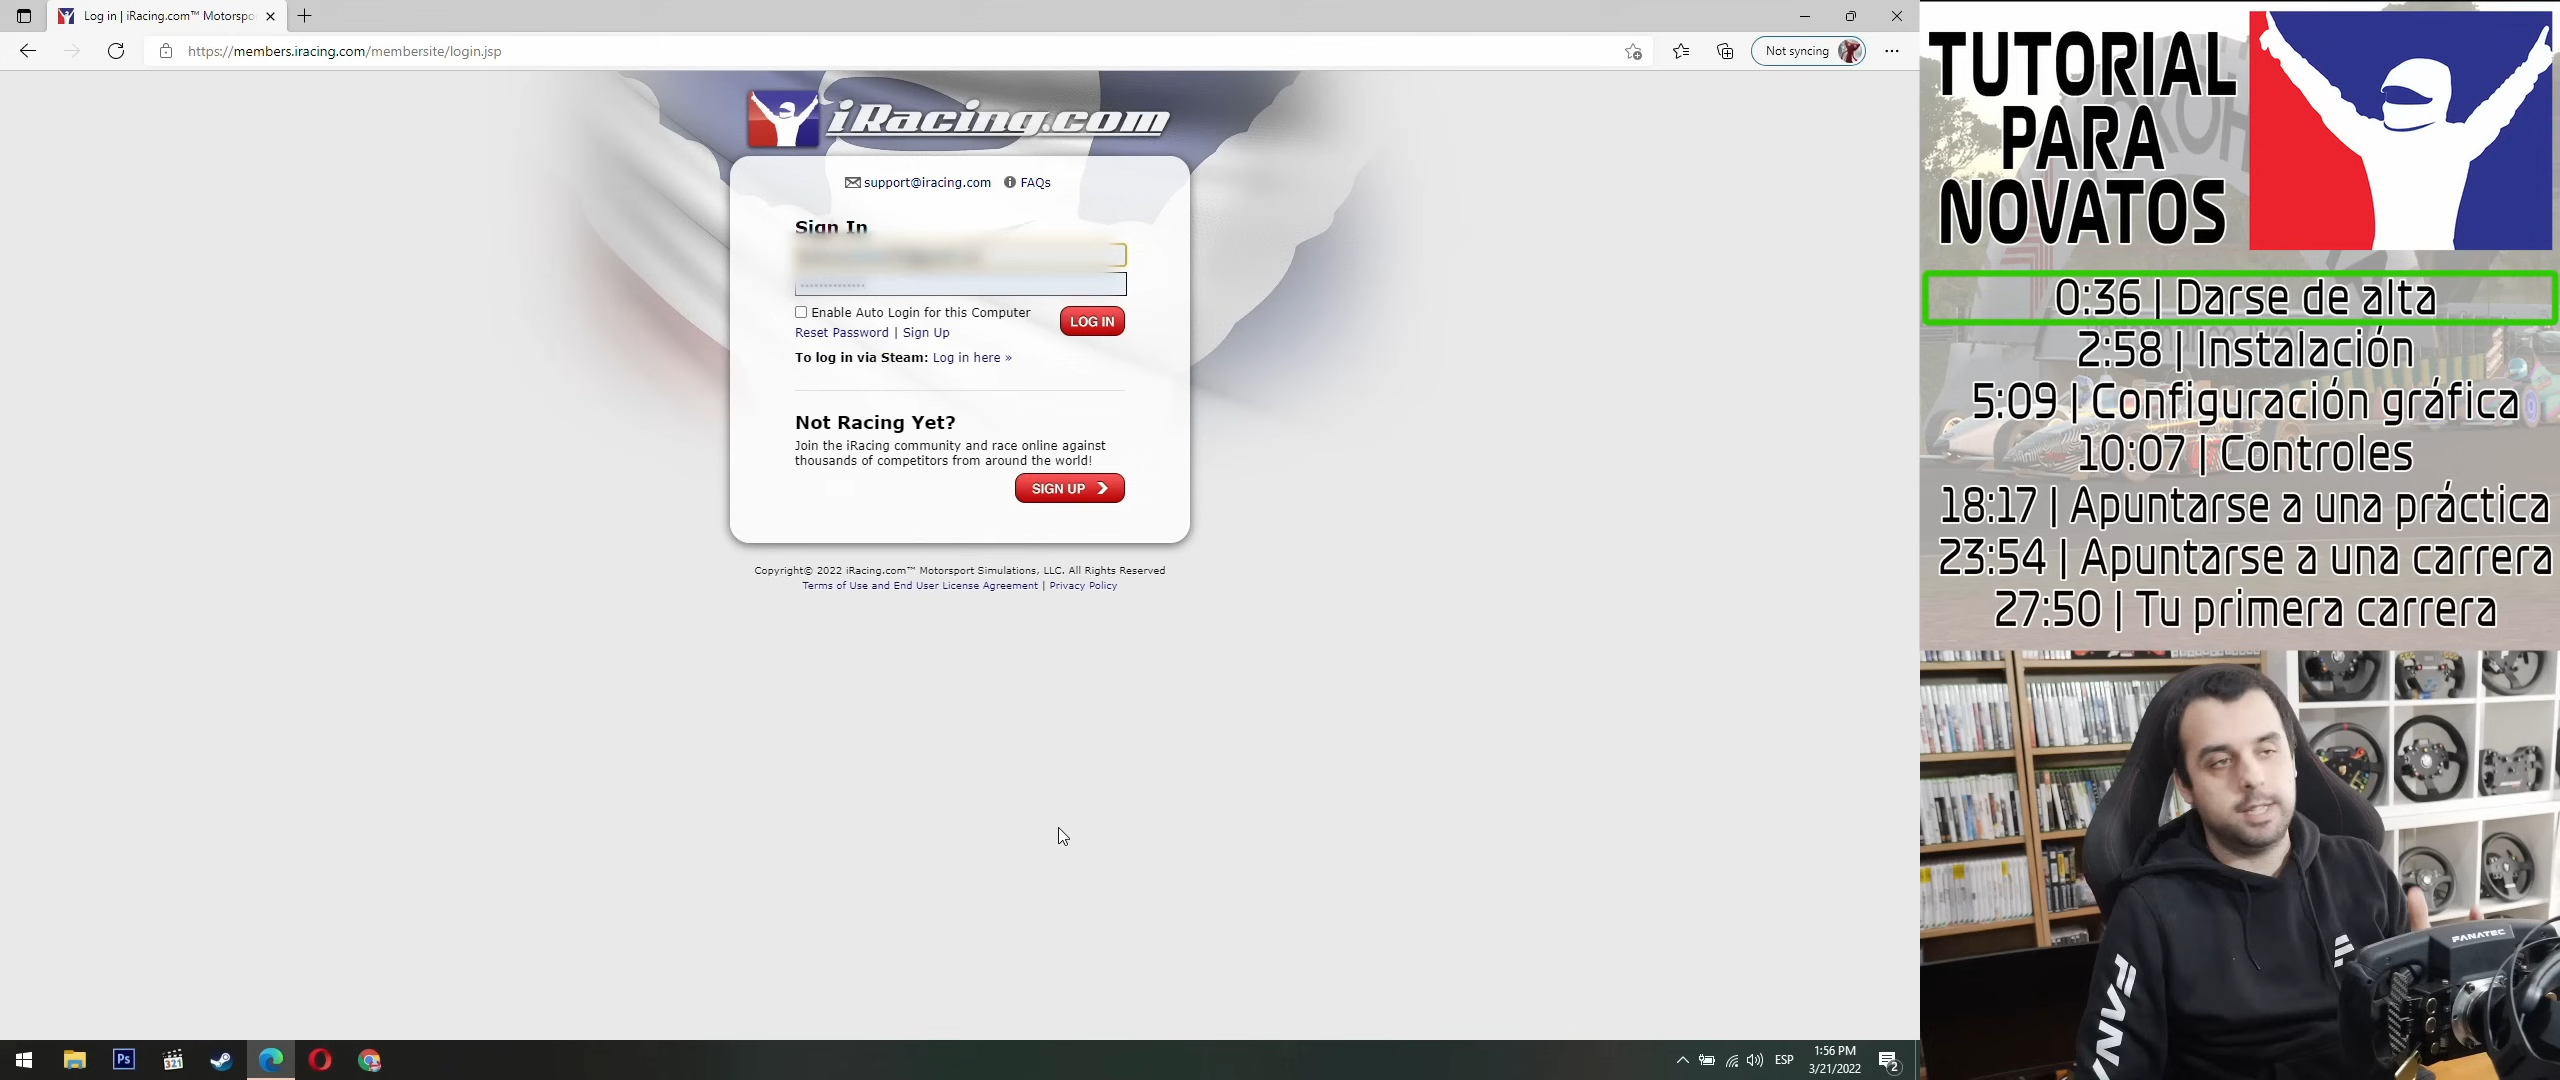 Log in | iRacing.com™ Motorspo
https://members.iracing.com/membersite/login.jsp
Not syncing
iRacing.com
support@iracing.com FAQs
Sign In
Enable Auto Login for this Computer
LOG IN
Reset Password | Sign Up
To log in via Steam: Log in here »
Not Racing Yet?
Join the iRacing community and race online against
thousands of competitors from around the world!
SIGN UP
Copyright© 2022 iRacing.com™ Motorsport Simulations, LLC. All Rights Reserved
Terms of Use and End User License Agreement | Privacy Policy
Ps
321
ESP
1:56 PM
3/21/2022
2
TUTORIAL
PARA
NOVATOS
0:36 | Darse de alta
2:58 | Instalación
5:09 | Configuración gráfica
10:07 | Controles
18:17 | Apuntarse a una práctica
23:54 | Apuntarse a una carrera
27:50 | Tu primera carrera
FANATEC
FANA